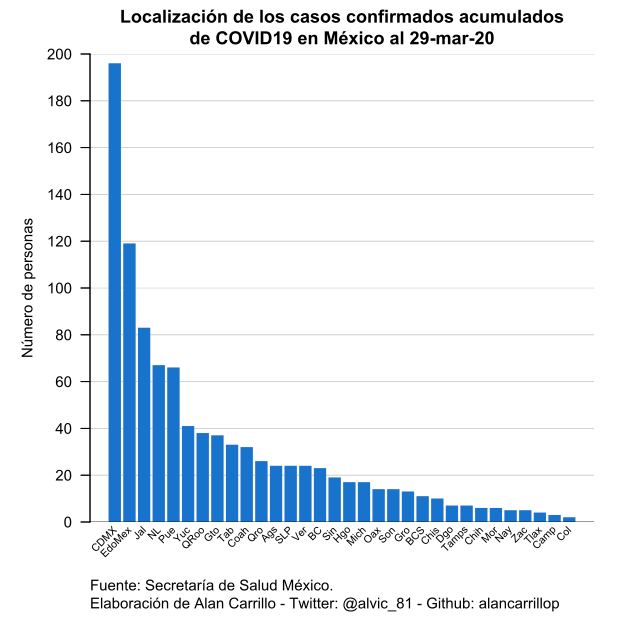 Localización de los casos confirmados acumulados
de COVID19 en México al 29-mar-20
Número de personas
200
180
160
140
120
100
80
60
40
20
0
CDMX
EdoMex
Jal
NL
Pue
Yuc
QRoo
Gto
Tab
Coah
Qro
Ags
SLP
Ver
BC
Sin
Hgo
Mich
Oax
Son
Gro
BCS
Chis
Dgo
Tamps
Chih
Mor
Nay
Zac
Tlax
Camp
Col
Fuente: Secretaría de Salud México.
Elaboración de Alan Carrillo - Twitter: @alvic_81 - Github: alancarrillop